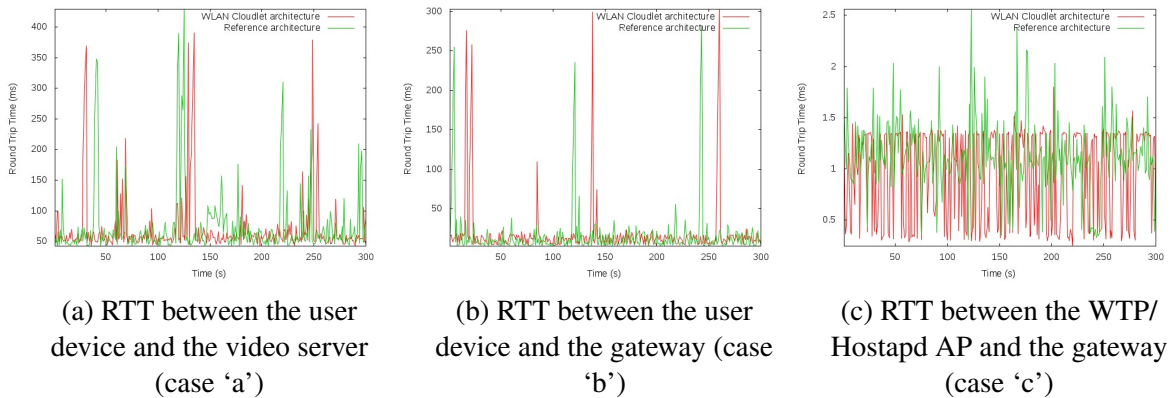 WLAN Cloudlet architecture
Reference architecture
Round Trip Time (ms)
400
350
300
250
200
150
100
50
50
100
150
200
250
300
Time (s)
(a) RTT between the user
device and the video server
(case ‘a’)
WLAN Cloudlet architecture
Reference architecture
Round Trip Time (ms)
300
250
200
150
100
50
50
100
150
200
250
300
Time (s)
(b) RTT between the user
device and the gateway (case
‘b’)
WLAN Cloudlet architecture
Reference architecture
Round Trip Time (ms)
2.5
2
1.5
1
0.5
50
100
150
200
250
300
Time (s)
(c) RTT between the WTP/
Hostapd AP and the gateway
(case ‘c’)